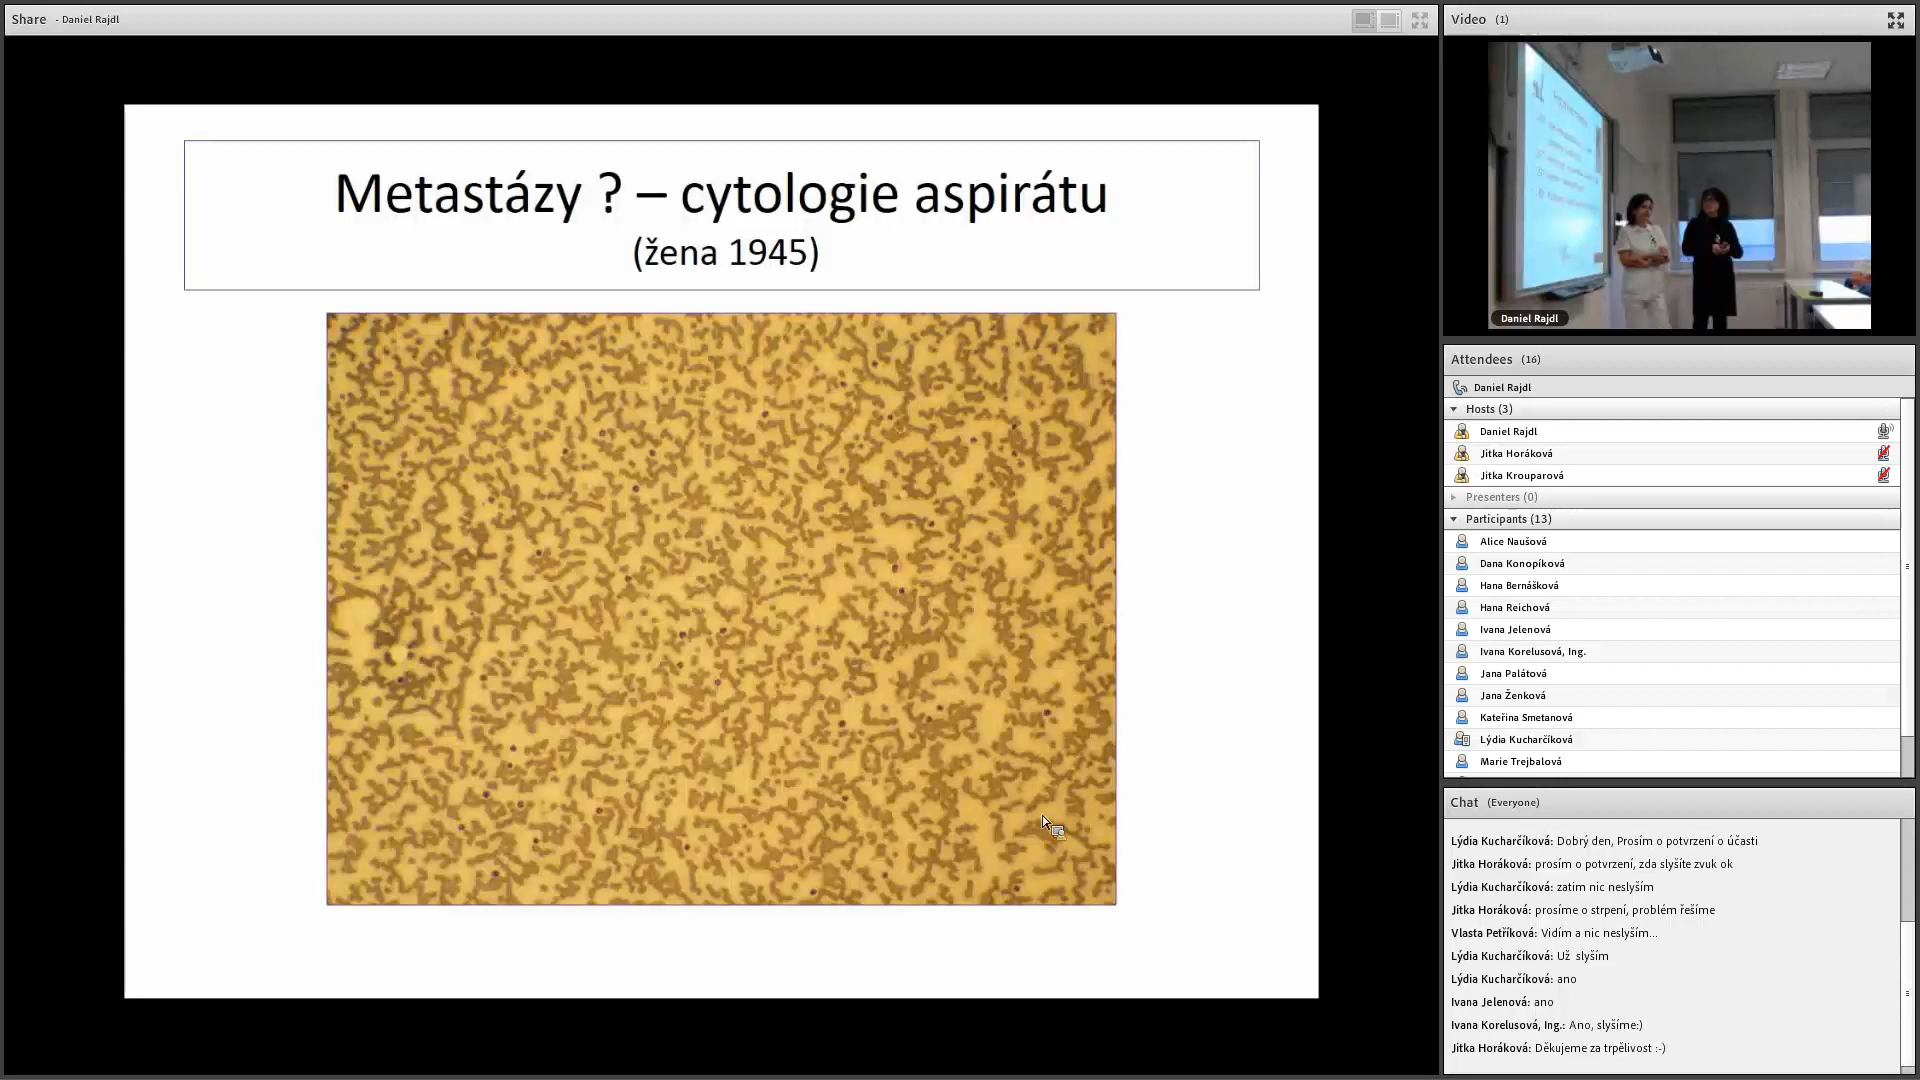 Share - Daniel Rajdl
Metastázy ? – cytologie aspirátu
(žena 1945)
Video (1)
Daniel Rajdl
Attendees (16)
Daniel Rajdl
Hosts (3)
Daniel Rajdl
Jitka Horáková
Jitka Krouparová
Presenters (0)
Participants (13)
Alice Naušová
Dana Konopíková
Hana Bernášková
Hana Reichová
Ivana Jelenová
Ivana Korelusová, Ing.
Jana Palátová
Jana Ženková
Kateřina Smetanová
Lýdia Kucharčíková
Marie Trejbalová
Chat (Everyone)
Lýdia Kucharčíková: Dobrý den, Prosím o potvrzení o účasti
Jitka Horáková: prosím o potvrzení, zda slyšíte zvuk ok
Lýdia Kucharčíková: zatim nic neslyším
Jitka Horáková: prosíme o strpení, problém řešíme
Vlasta Petříková: Vidím a nic neslyším...
Lýdia Kucharčíková: Už slyším
Lýdia Kucharčíková: ano
Ivana Jelenová: ano
Ivana Korelusová, Ing.: Ano, slyšíme:)
Jitka Horáková: Děkujeme za trpělivost :-)